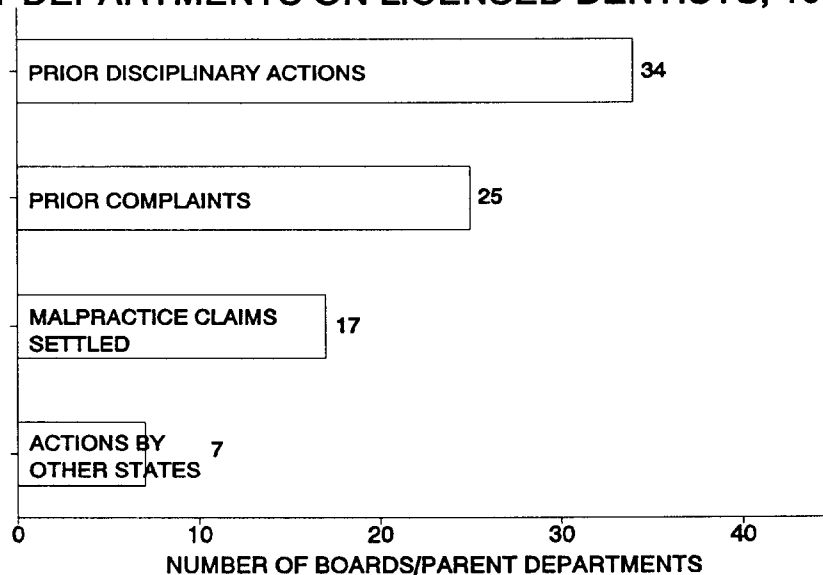 DEPARTMENTS ON LICENSED DENTISTS,
PRIOR DISCIPLINARY ACTIONS
34
PRIOR COMPLAINTS
25
MALPRACTICE CLAIMS
SETTLED
17
ACTIONS BY
OTHER STATES
7
0 10 20 30 40
NUMBER OF BOARDS/PARENT DEPARTMENTS